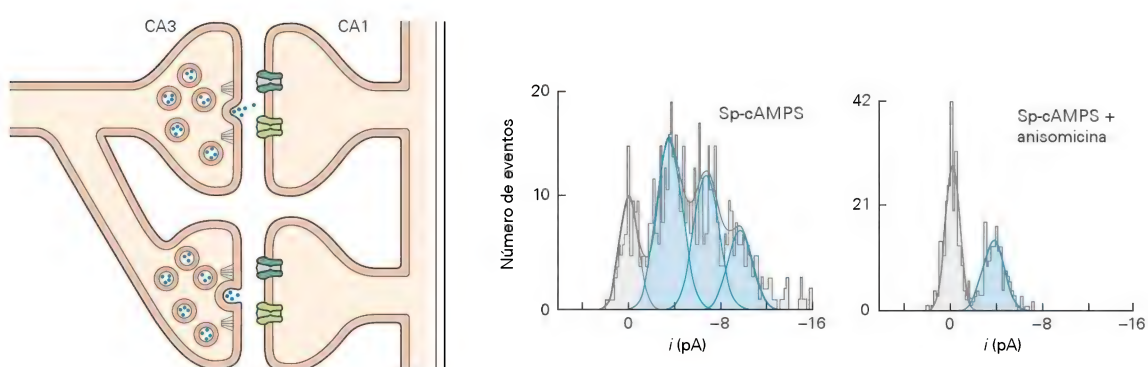 CA3
CA1
Número de eventos
20
10
0
Sp-cAMPS
0
−8
−16
i (pA)
42
21
0
Sp-cAMPS +
anisomicina
0
−8
−16
i (pA)